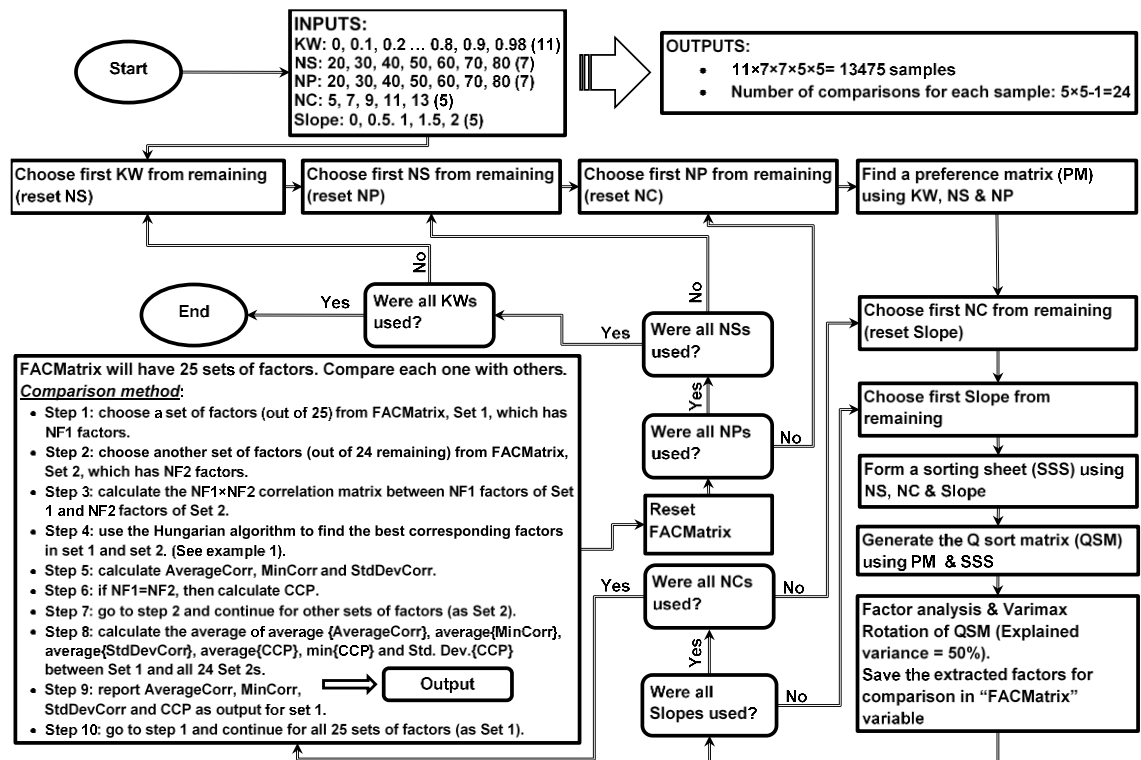 Start
INPUTS:
KW: 0, 0.1, 0.2 ... 0.8, 0.9, 0.98 (11)
NS: 20, 30, 40, 50, 60, 70, 80 (7)
NP: 20, 30, 40, 50, 60, 70, 80 (7)
NC: 5, 7, 9, 11, 13 (5)
Slope: 0, 0.5. 1, 1.5, 2 (5)
OUTPUTS:
• 11×7×7×5×5= 13475 samples
• Number of comparisons for each sample: 5×5-1=24
Choose first KW from remaining
(reset NS)
Choose first NS from remaining
(reset NP)
Choose first NP from remaining
(reset NC)
Find a preference matrix (PM)
using KW, NS & NP
No
No
End
Yes
Were all KWs
used?
Yes
Were all NSs
used?
Choose first NC from remaining
(reset Slope)
FACMatrix will have 25 sets of factors. Compare each one with others.
Comparison method:
• Step 1: choose a set of factors (out of 25) from FACMatrix, Set 1, which has
NF1 factors.
• Step 2: choose another set of factors (out of 24 remaining) from FACMatrix,
Set 2, which has NF2 factors.
• Step 3: calculate the NF1×NF2 correlation matrix between NF1 factors of Set
1 and NF2 factors of Set 2.
• Step 4: use the Hungarian algorithm to find the best corresponding factors
in set 1 and set 2. (See example 1).
• Step 5: calculate AverageCorr, MinCorr and StdDevCorr.
• Step 6: if NF1=NF2, then calculate CCP.
• Step 7: go to step 2 and continue for other sets of factors (as Set 2).
• Step 8: calculate the average of average {AverageCorr}, average{MinCorr},
average{StdDevCorr}, average{CCP}, min{CCP} and Std. Dev.{CCP}
between Set 1 and all 24 Set 2s.
• Step 9: report AverageCorr, MinCorr,
StdDevCorr and CCP as output for set 1.
Output
• Step 10: go to step 1 and continue for all 25 sets of factors (as Set 1).
Yes
Were all NPs
used?
No
Choose first Slope from
remaining
Reset
FACMatrix
Form a sorting sheet (SSS) using
NS, NC & Slope
Generate the Q sort matrix (QSM)
using PM & SSS
Yes
Were all NCs
used?
No
Yes
Were all
Slopes used?
No
Factor analysis & Varimax
Rotation of QSM (Explained
variance = 50%).
Save the extracted factors for
comparison in “FACMatrix”
variable